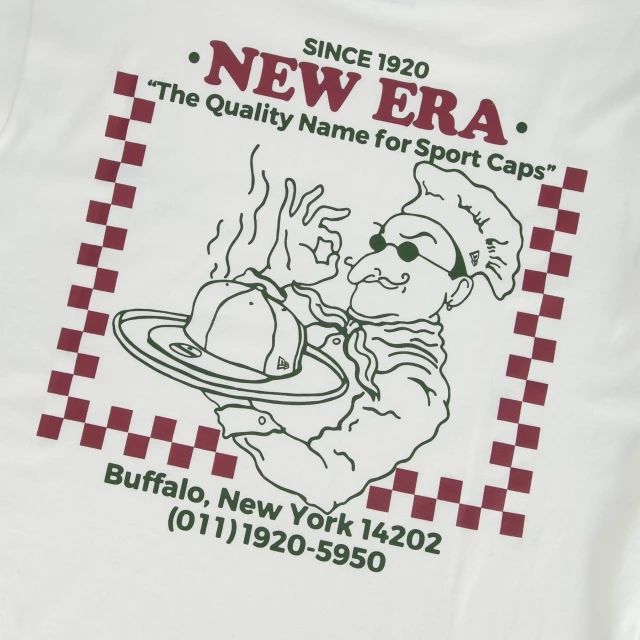 SINCE 1920
• NEW ERA •
“The Quality Name for Sport Caps”
Buffalo, New York 14202
(011)1920-5950